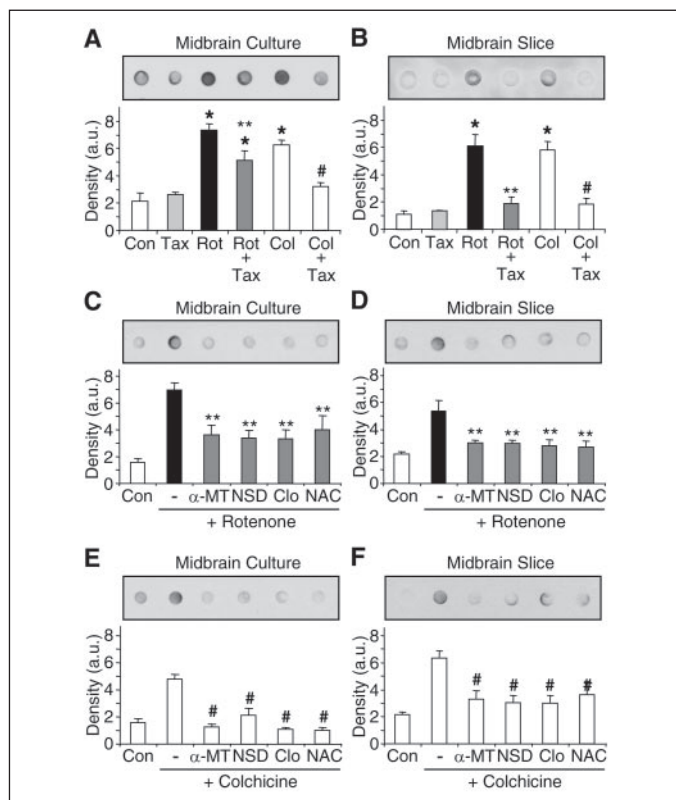 A Midbrain Culture
B Midbrain Slice
Density (a.u.)
8
6
4
2
0
* ** * * #
Con Tax Rot Rot + Tax Col Col + Tax
Density (a.u.)
8
6
4
2
0
* ** * #
Con Tax Rot Rot + Tax Col Col + Tax
C Midbrain Culture
D Midbrain Slice
Density (a.u.)
8
6
4
2
0
** ** ** **
Con - α-MT NSD Clo NAC
+ Rotenone
Density (a.u.)
8
6
4
2
0
** ** ** **
Con - α-MT NSD Clo NAC
+ Rotenone
E Midbrain Culture
F Midbrain Slice
Density (a.u.)
8
6
4
2
0
# # # #
Con - α-MT NSD Clo NAC
+ Colchicine
Density (a.u.)
8
6
4
2
0
# # # #
Con - α-MT NSD Clo NAC
+ Colchicine